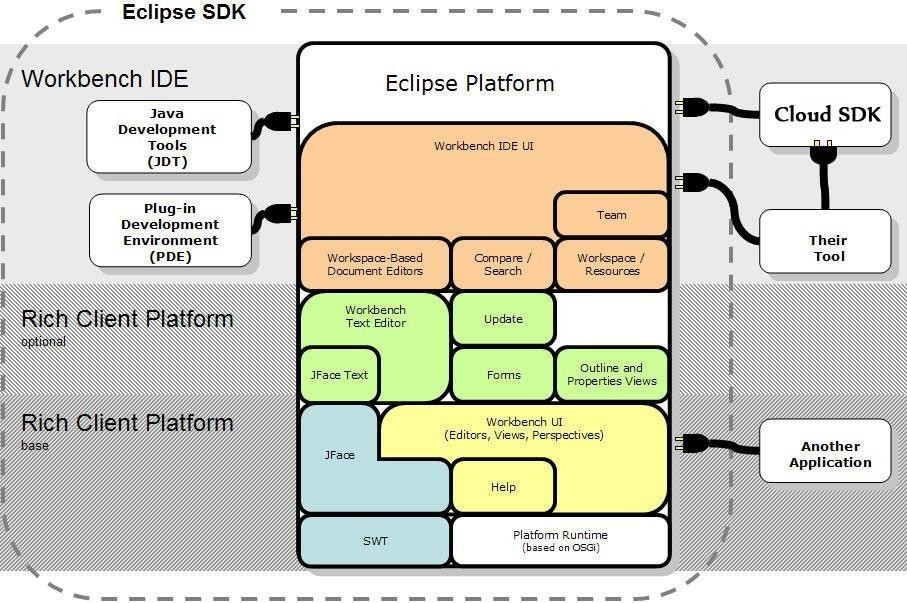 Eclipse SDK
Workbench IDE
Eclipse Platform
Java
Development
Tools
(JDT)
Plug-in
Development
Environment
(PDE)
Cloud SDK
Their
Tool
Workbench IDE UI
Team
Workspace-Based
Document Editors
Compare /
Search
Workspace /
Resources
Rich Client Platform
optional
Workbench
Text Editor
Update
JFace Text
Forms
Outline and
Properties Views
Rich Client Platform
base
JFace
Workbench UI
(Editors, Views, Perspectives)
Help
Another
Application
SWT
Platform Runtime
(based on OSGi)